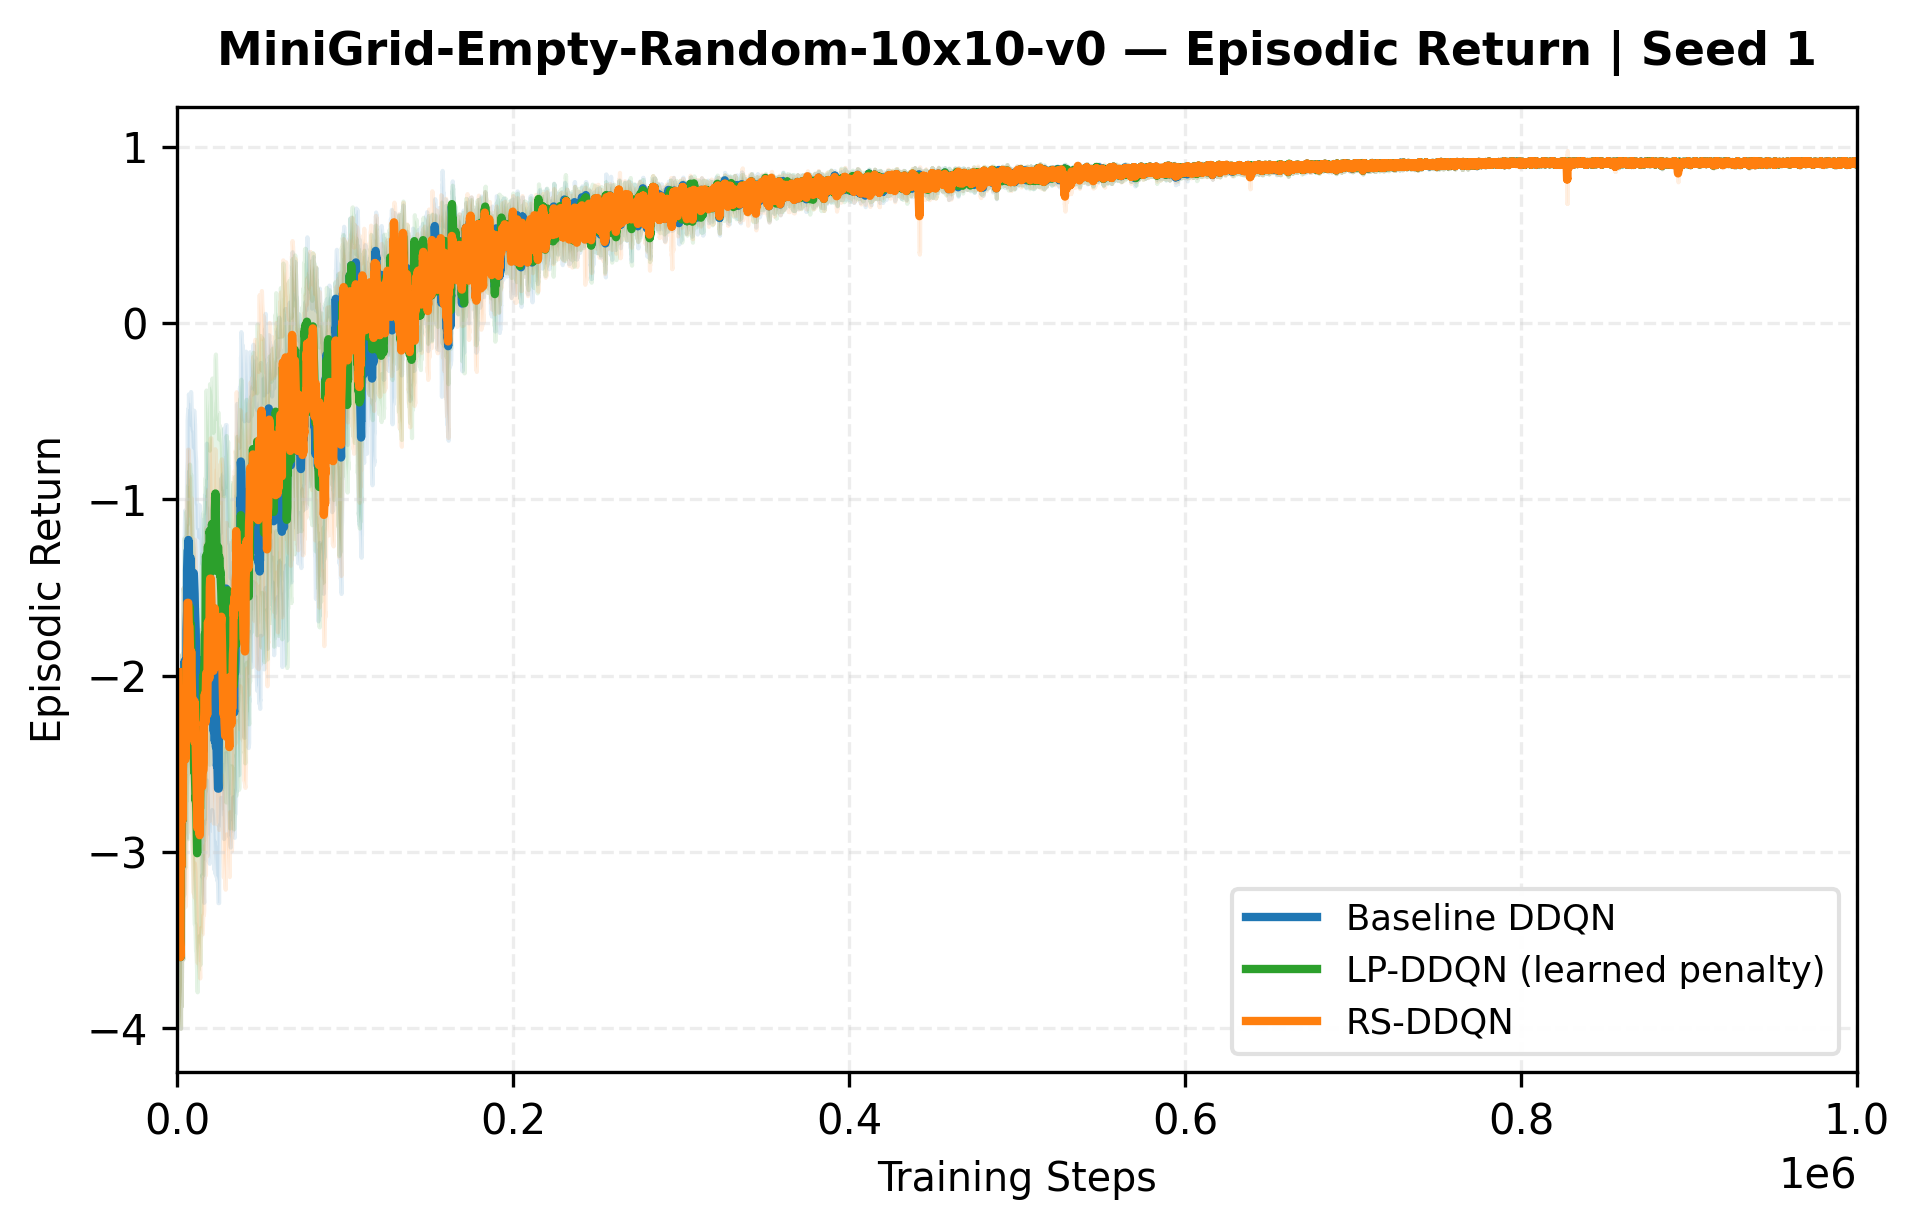 MiniGrid-Empty-Random-10x10-v0 — Episodic Return | Seed 1
1
0
−1
−2
−3
−4
Episodic Return
Baseline DDQN
LP-DDQN (learned penalty)
RS-DDQN
0.0 0.2 0.4 0.6 0.8 1.0
1e6
Training Steps